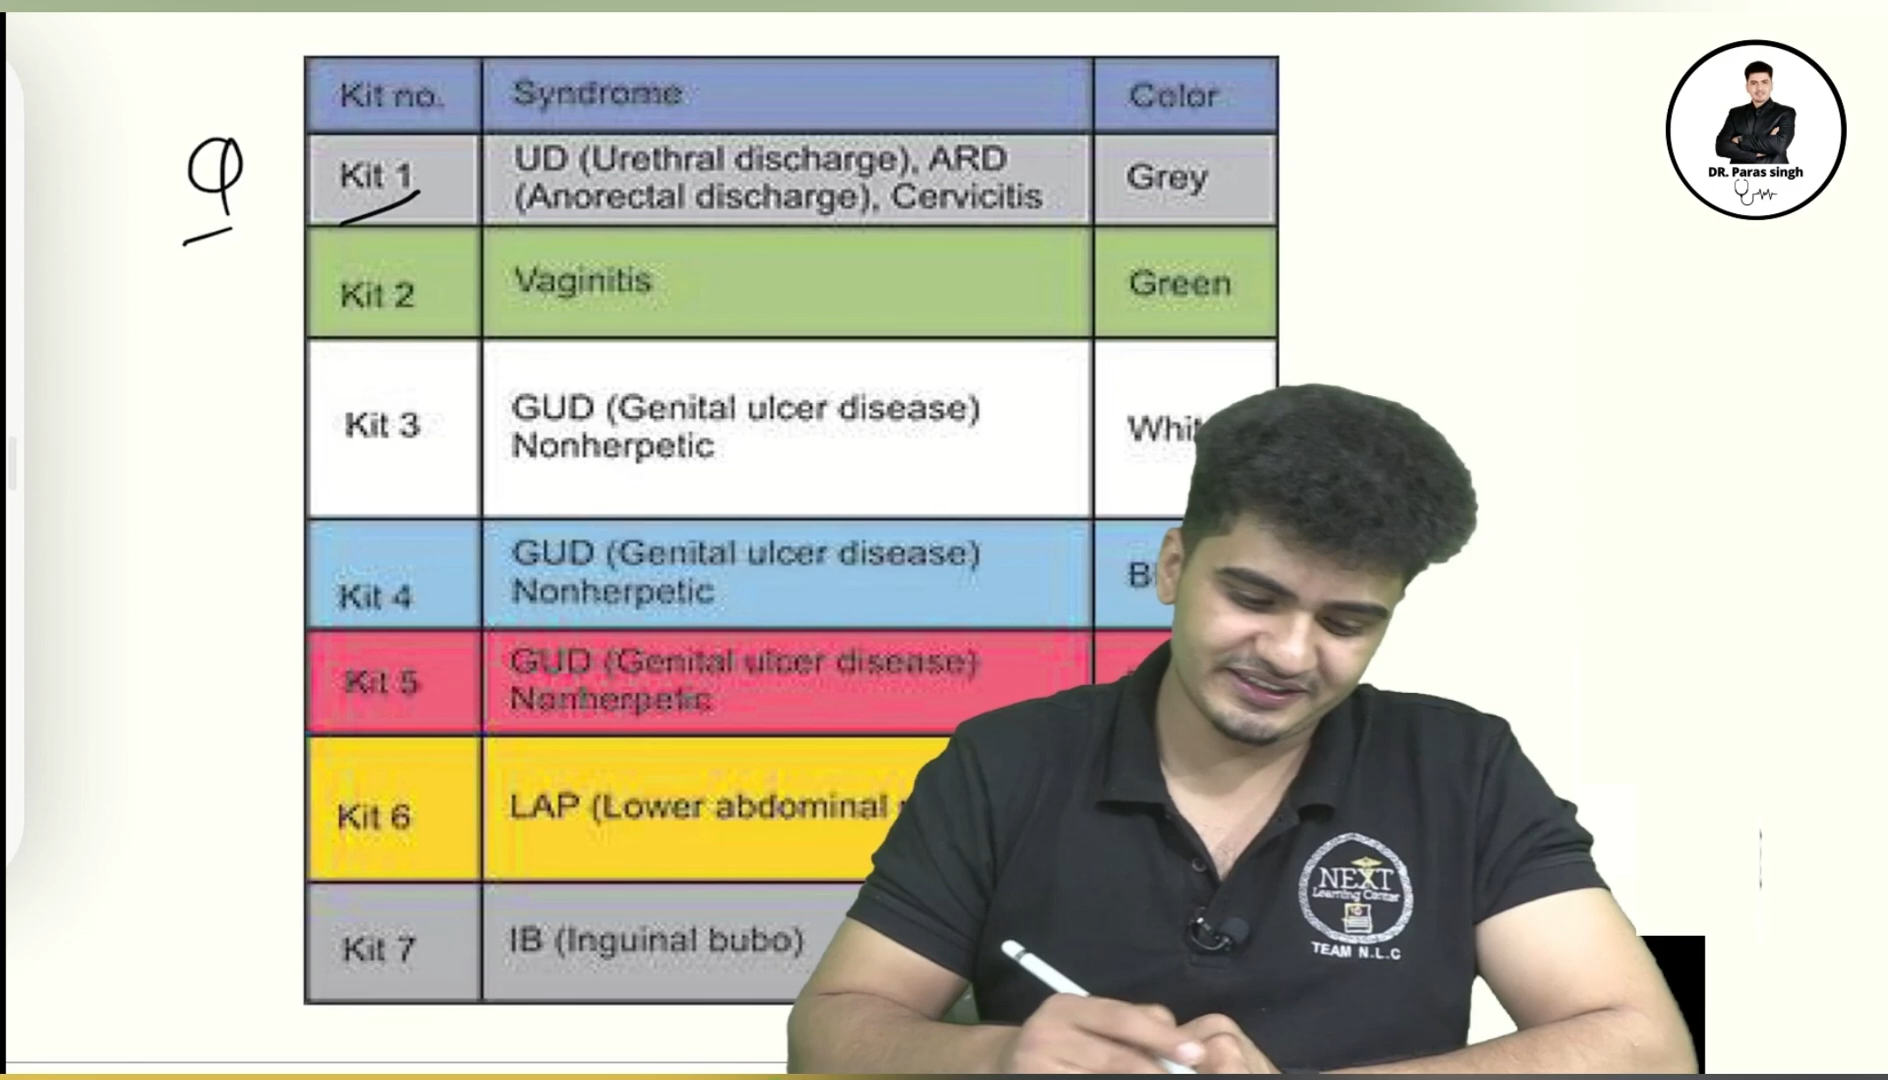 Kit no. Syndrome Color
Kit 1 UD (Urethral discharge), ARD
(Anorectal discharge), Cervicitis Grey
Kit 2 Vaginitis Green
Kit 3 GUD (Genital ulcer disease)
Nonherpetic Whit
Kit 4 GUD (Genital ulcer disease)
Nonherpetic B
Kit 5 GUD (Genital ulcer disease)
Nonherpetic
Kit 6 LAP (Lower abdominal
Kit 7 IB (Inguinal bubo)
DR. Paras singh
NEXT
Learning Center
TEAM N.L.C